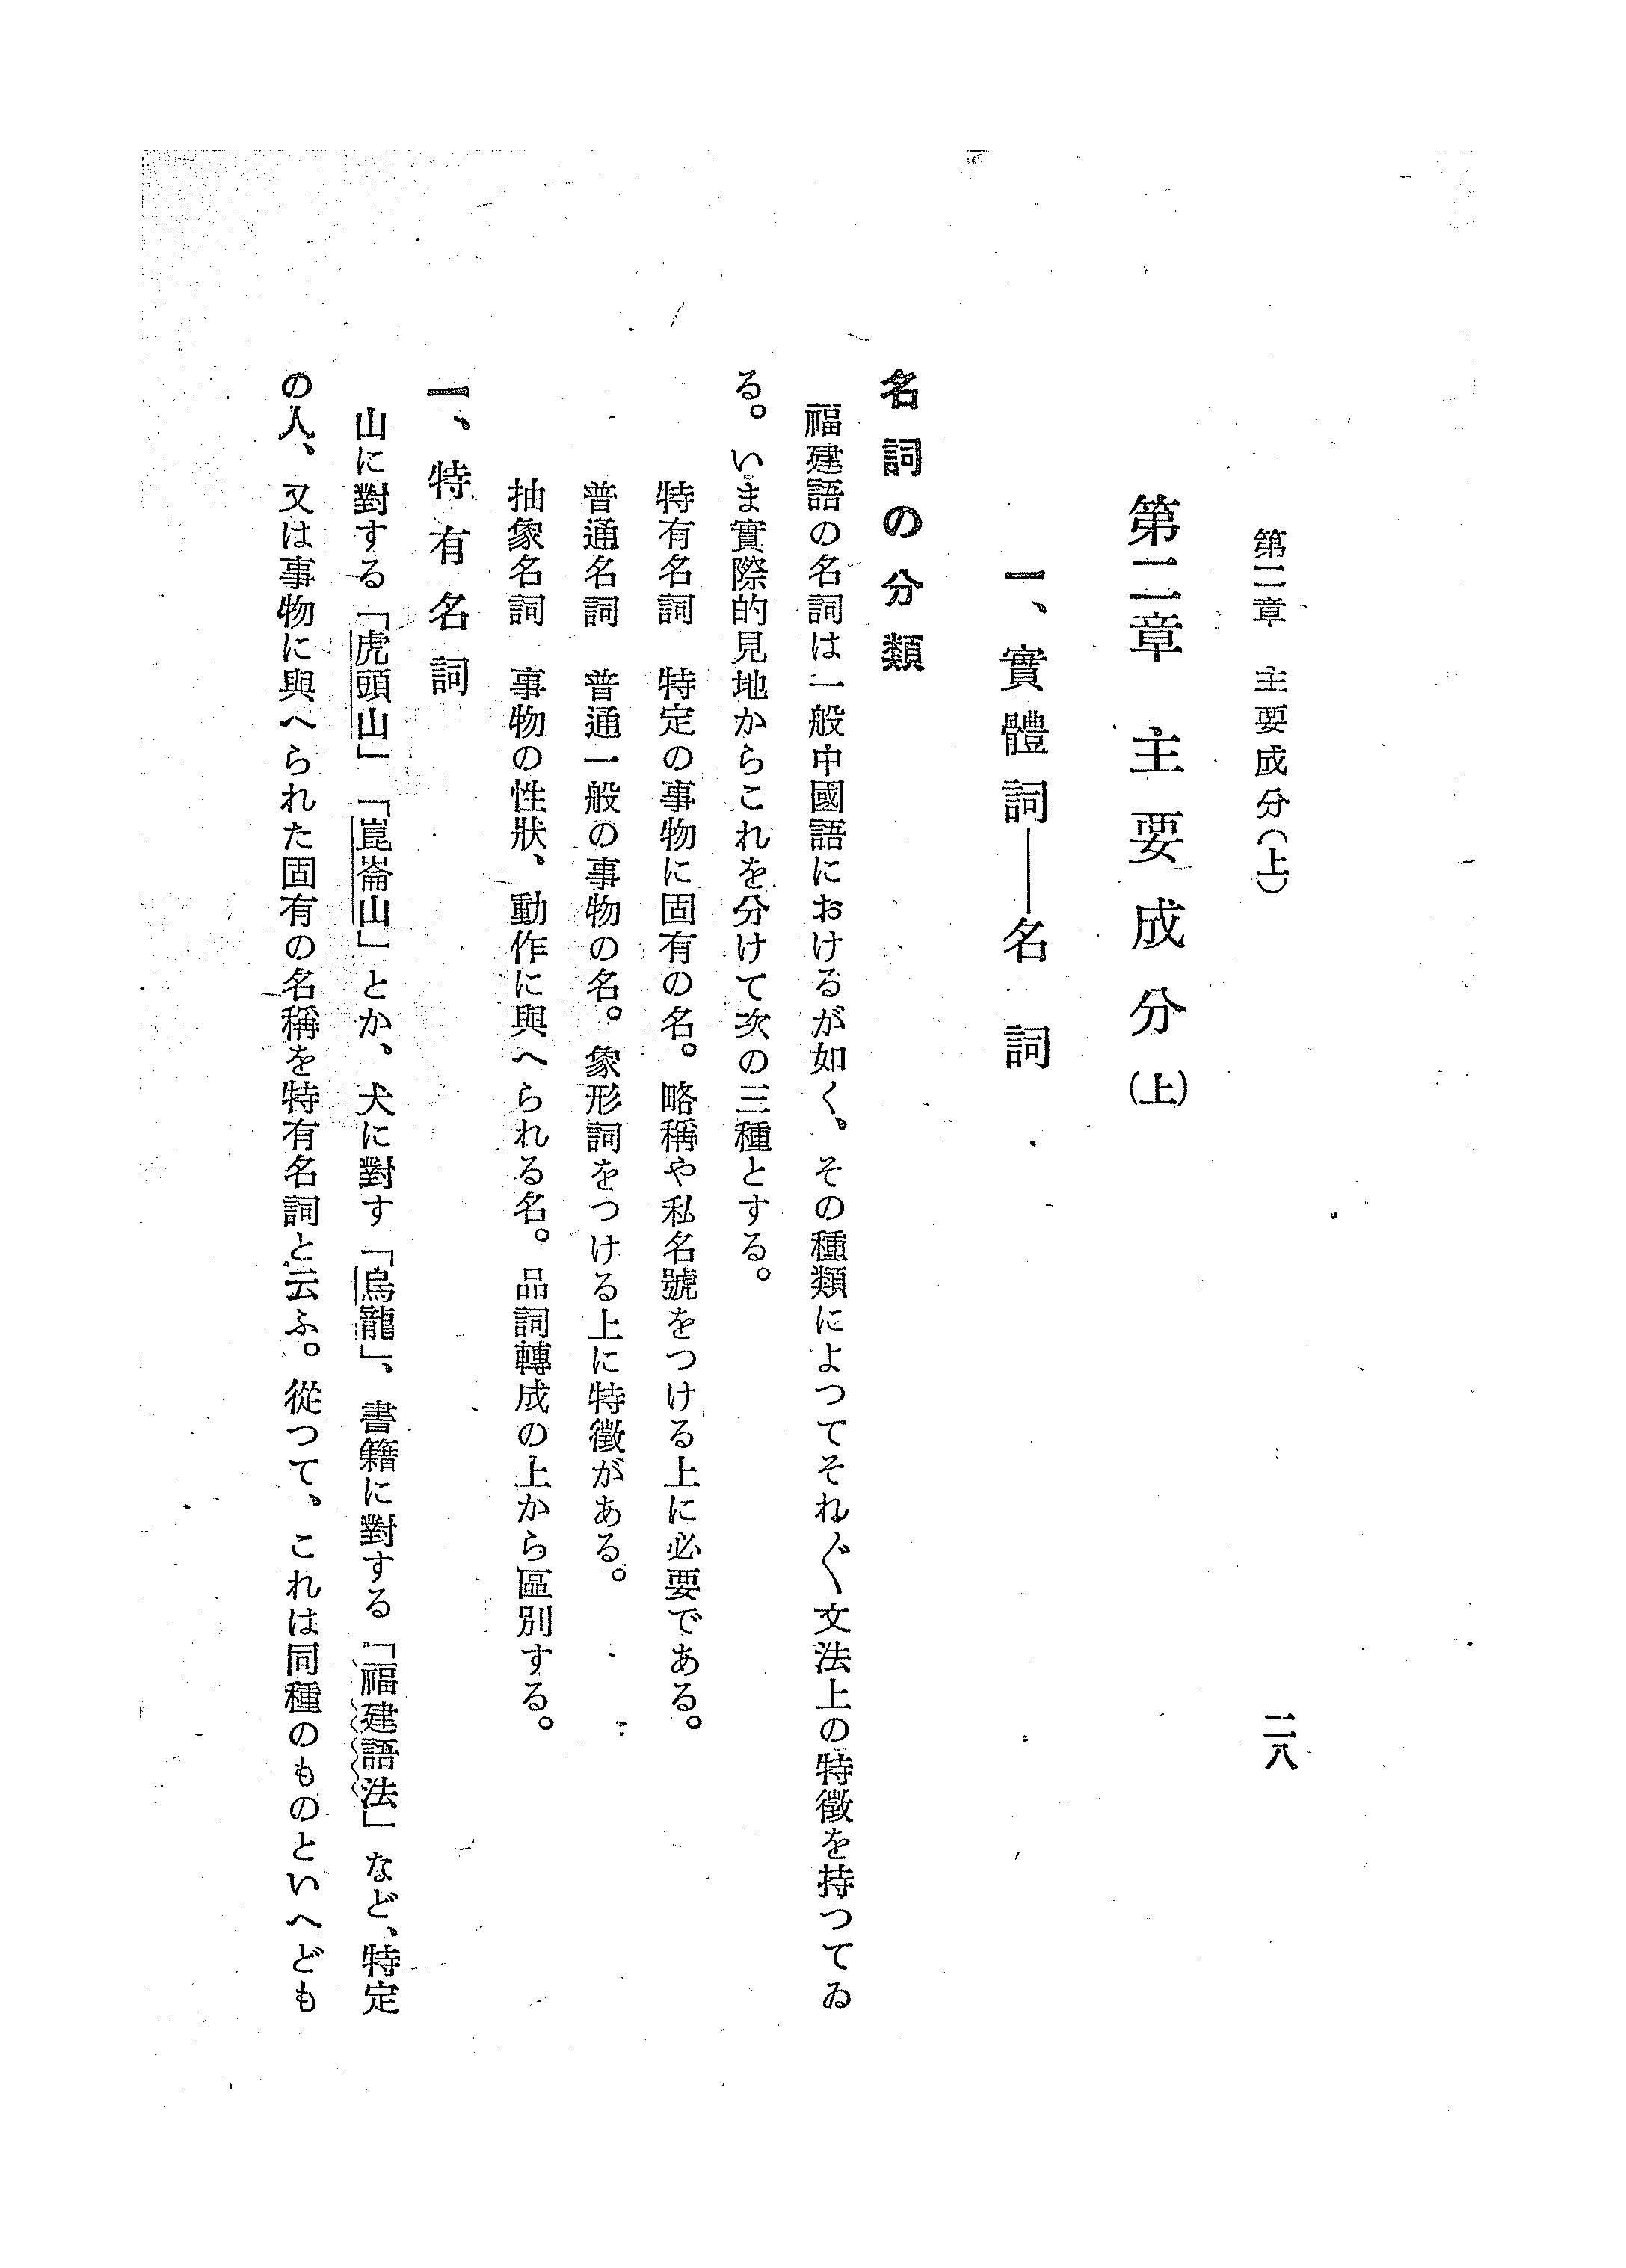 第二章　主要成分（上）
二八
第二章　主要成分（上）
一、實體詞——名　詞
名詞の分類
福建語の名詞は一般中國語におけるが如く、その種類によつてそれ〲文法上の特徴を持つてゐ
る。いま實際的見地からこれを分けて次の三種とする。
特有名詞　特定の事物に固有の名。略稱や私名號をつける上に必要である。
普通名詞　普通一般の事物の名。象形詞をつける上に特徴がある。
抽象名詞　事物の性狀、動作に與へられる名。品詞轉成の上から區別する。
一、特有名詞
山に對する「虎頭山」「崑崙山」とか、犬に對す「烏龍」、書籍に對する「福建語法」など、特定
の人、又は事物に與へられた固有の名稱を特有名詞と云ふ。從つて、これは同種のものといへども